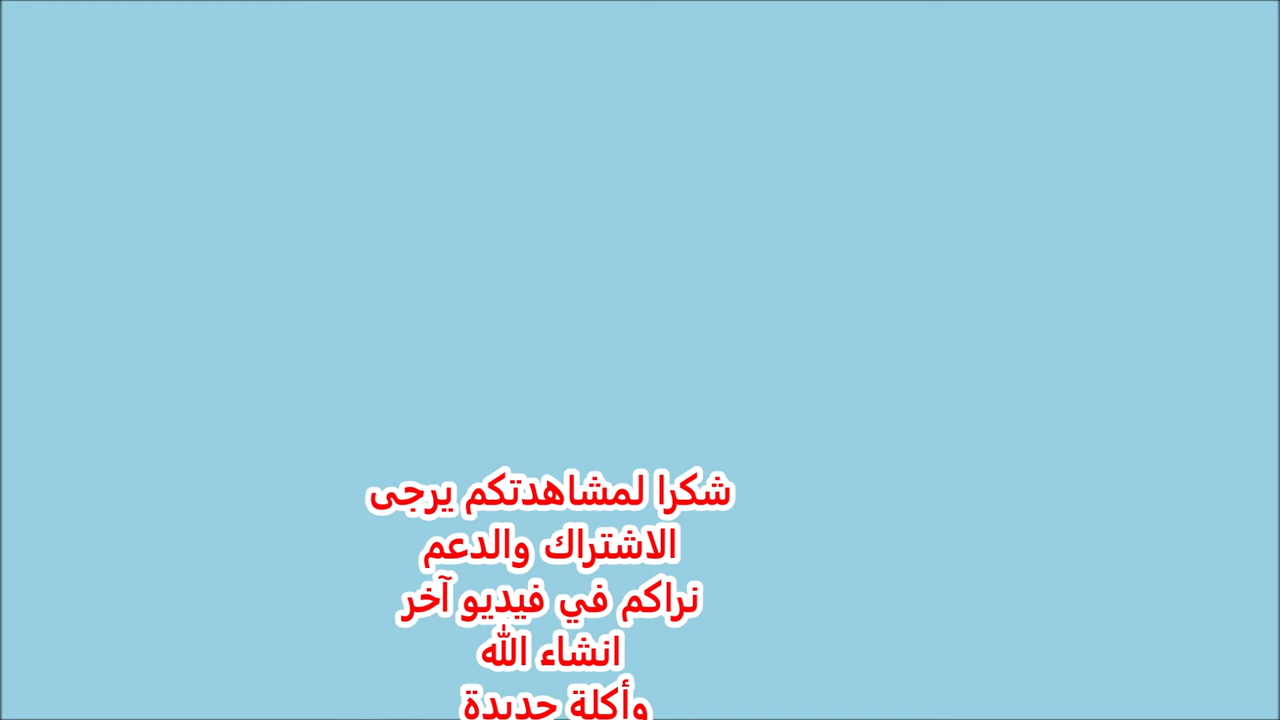 شكرا لمشاهدتكم يرجى
الاشتراك والدعم
نراكم في فيديو آخر
انشاء الله
وأكلة جديدة